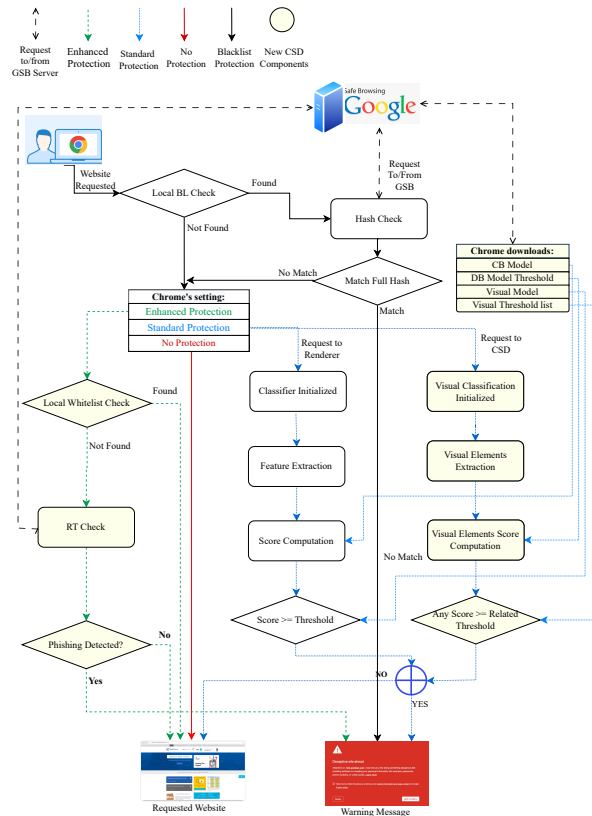 Request
to/from
GSB Server
Enhanced
Protection
Standard
Protection
No
Protection
Blacklist
Protection
New CSD
Components
Safe Browsing
Google
Website
Requested
Local BL Check
Found
Not Found
Request
To/From
GSB
Hash Check
No Match
Match Full Hash
Match
Chrome downloads:
CB Model
DB Model Threshold
Visual Model
Visual Threshold list
Chrome's setting:
Enhanced Protection
Standard Protection
No Protection
Request to
Renderer
Request to
CSD
Local Whitelist Check
Found
Not Found
Classifier Initialized
Visual Classification
Initialized
Feature Extraction
Visual Elements
Extraction
RT Check
Score Computation
Visual Elements Score
Computation
No Match
Score >= Threshold
Any Score >= Related
Threshold
Phishing Detected?
No
Yes
NO
YES
Requested Website
Warning Message